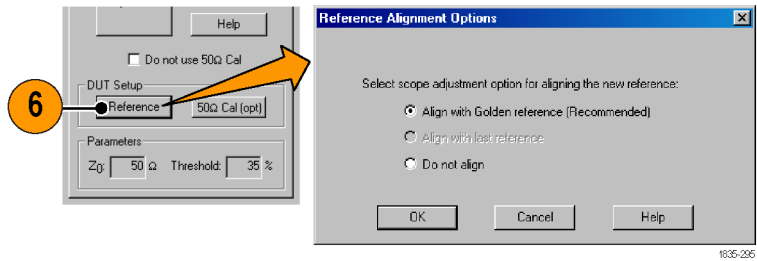 Help
Do not use 50Ω Cal
DUT Setup
6
Reference
50Ω Cal (opt)
Parameters
Z0: 50 Ω Threshold: 35 %
Reference Alignment Options
Select scope adjustment option for aligning the new reference:
Align with Golden reference (Recommended)
Align with last reference
Do not align
OK Cancel Help
1835-295